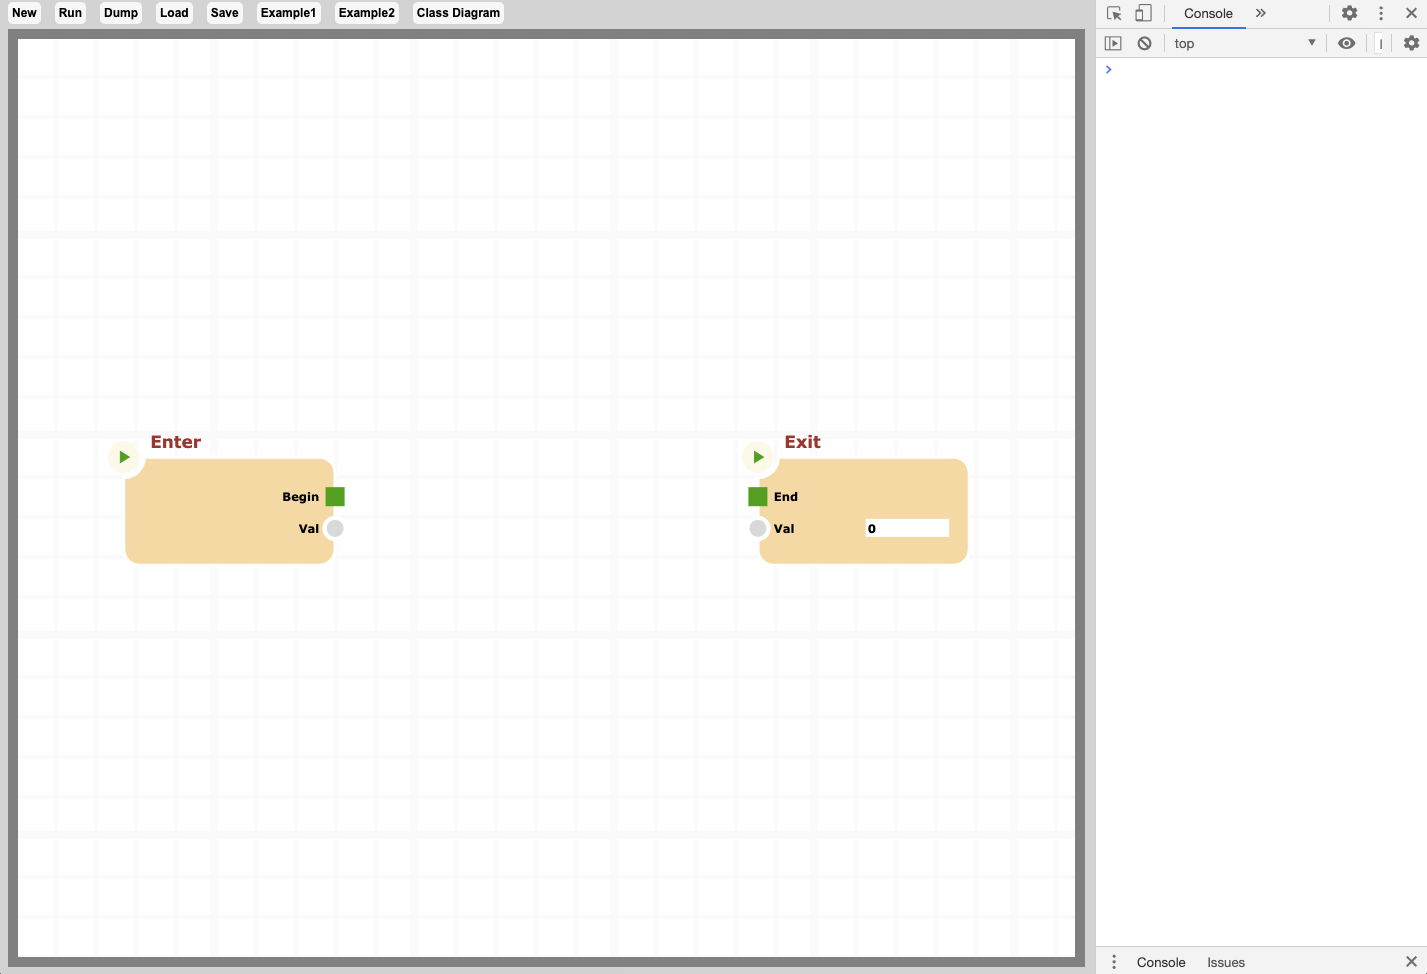 New Run Dump Load Save Example1 Example2 Class Diagram
Console
top
Enter
Begin
Val
Exit
End
Val 0
Console Issues